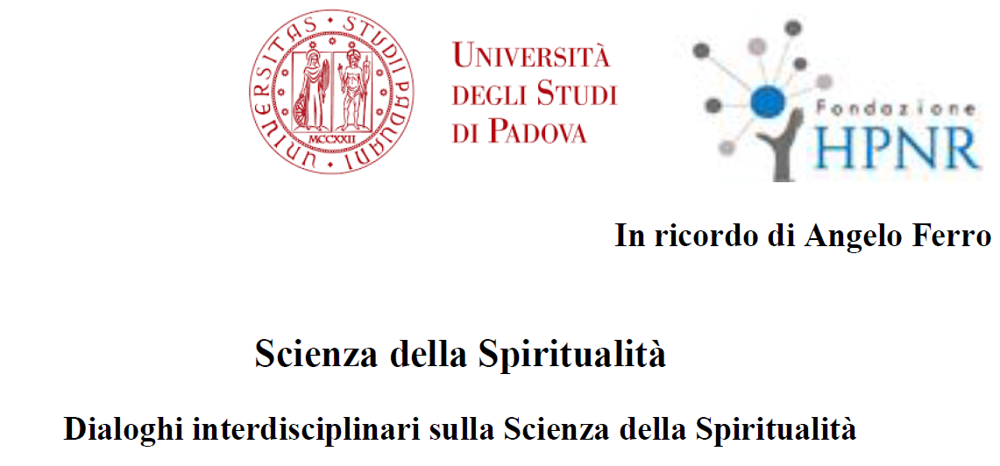 UNIVERSITAS · STUDII PADUANI ·
MCCXXII
UNIVERSITÀ
DEGLI STUDI
DI PADOVA
Fondazione
HPNR
In ricordo di Angelo Ferro
Scienza della Spiritualità
Dialoghi interdisciplinari sulla Scienza della Spiritualità